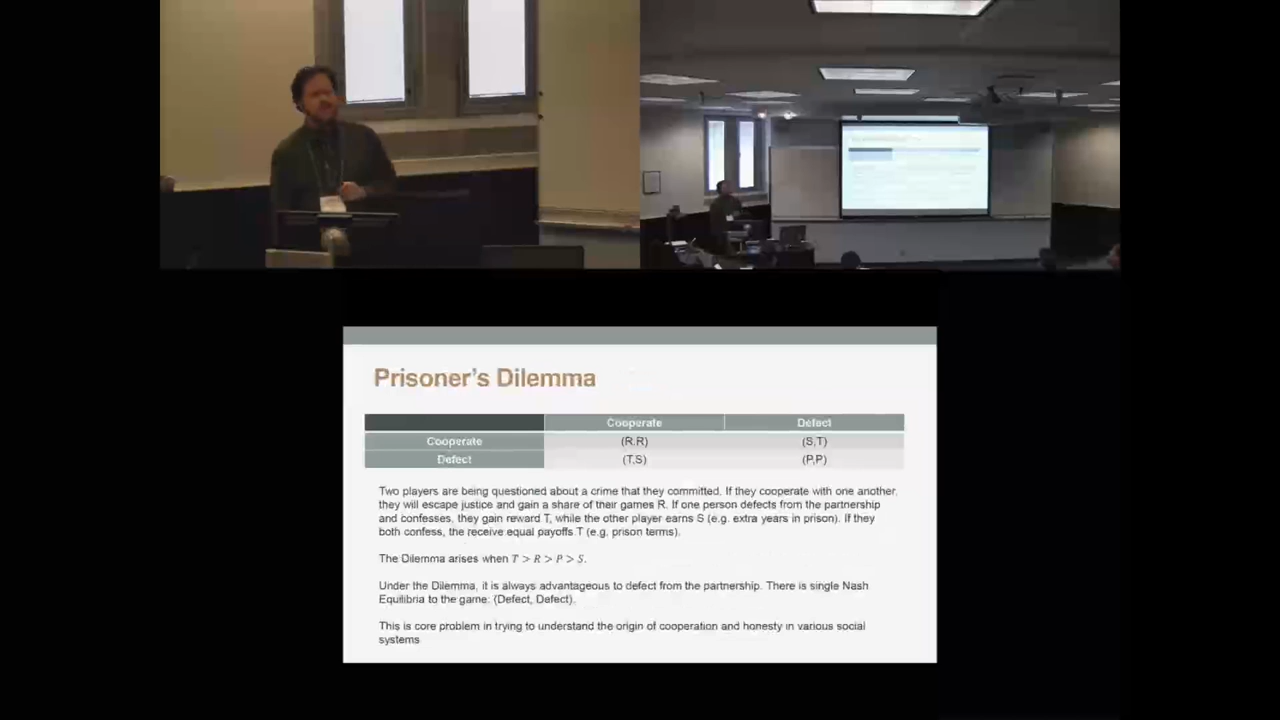 Prisoner's Dilemma
Cooperate Defect
Cooperate (R,R) (S,T)
Defect (T,S) (P,P)
Two players are being questioned about a crime that they committed. If they cooperate with one another,
they will escape justice and gain a share of their games R. If one person defects from the partnership
and confesses, they gain reward T, while the other player earns S (e.g. extra years in prison). If they
both confess, the receive equal payoffs T (e.g. prison terms).
The Dilemma arises when T > R > P > S.
Under the Dilemma, it is always advantageous to defect from the partnership. There is single Nash
Equilibria to the game: (Defect, Defect).
This is core problem in trying to understand the origin of cooperation and honesty in various social
systems